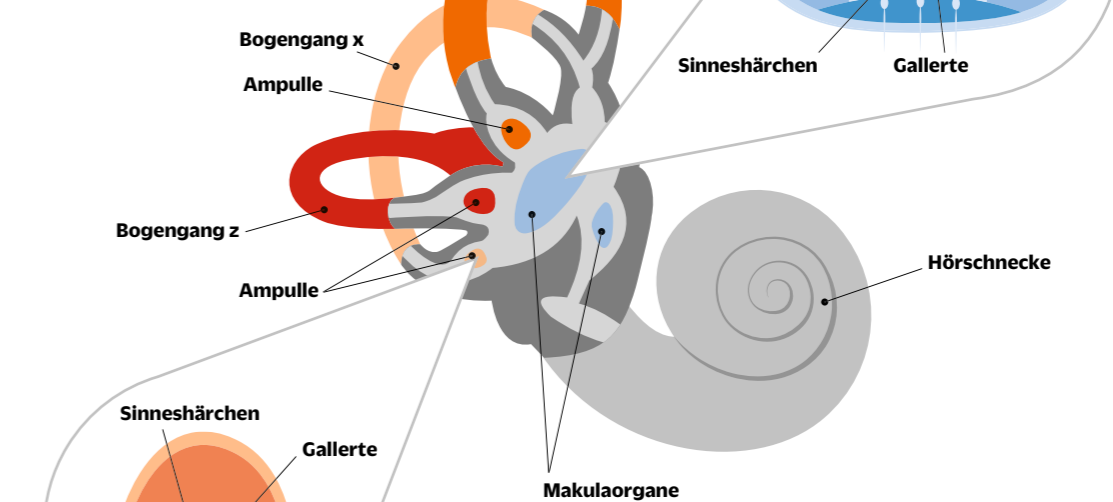 Bogengang x
Ampulle
Sinneshärchen
Gallerte
Bogengang z
Hörschnecke
Ampulle
Sinneshärchen
Gallerte
Makulaorgane